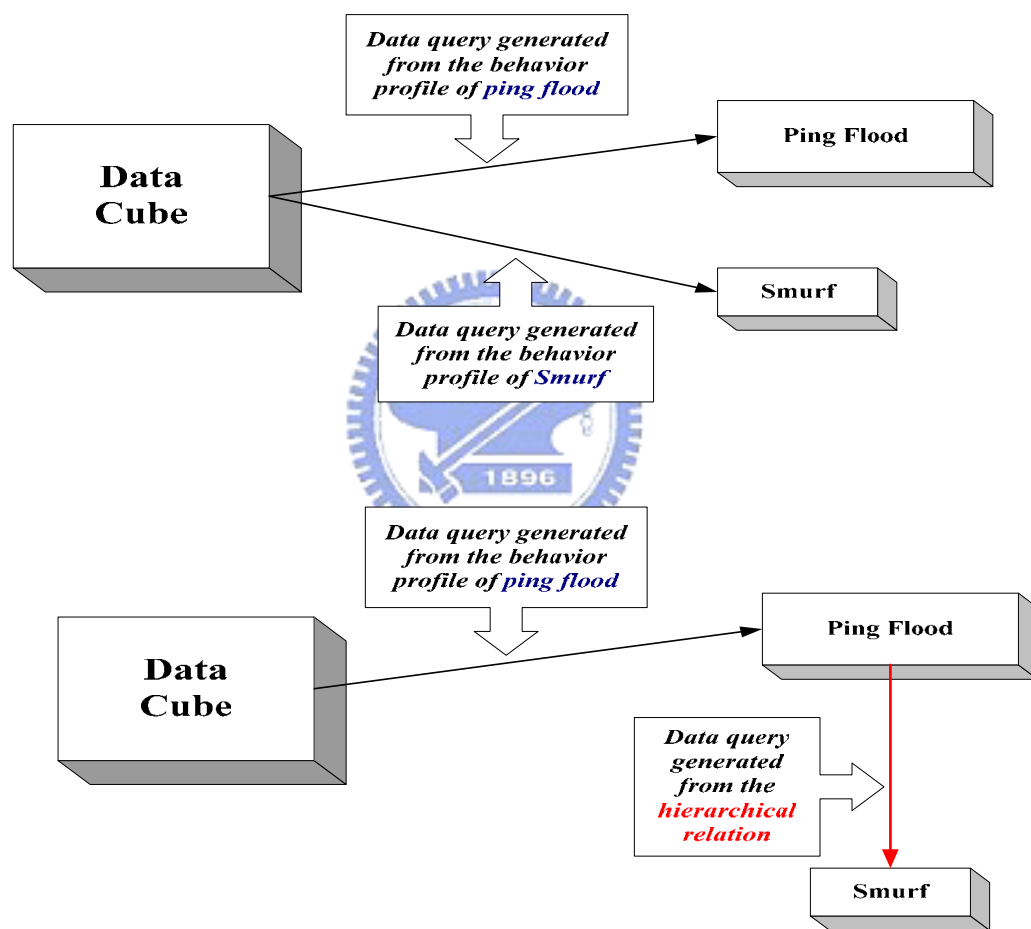 Data query generated
from the behavior
profile of ping flood
Ping Flood
Data
Cube
Smurf
Data query generated
from the behavior
profile of Smurf
1896
Data query generated
from the behavior
profile of ping flood
Ping Flood
Data
Cube
Data query
generated
from the
hierarchical
relation
Smurf